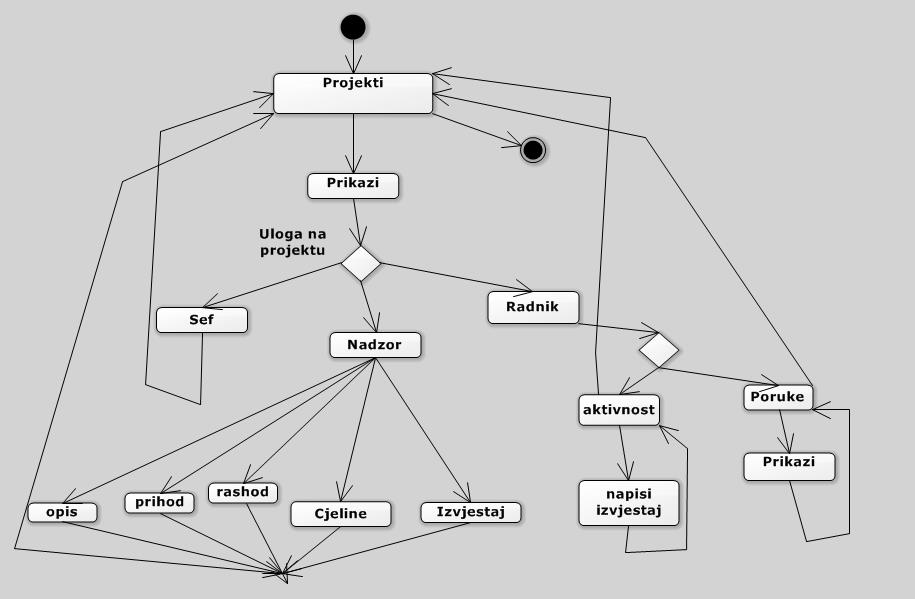 Projekti
Prikazi
Uloga na
projektu
Sef
Nadzor
Radnik
aktivnost
Poruke
Prikazi
opis
prihod
rashod
Cjeline
Izvjestaj
napisi
izvjestaj